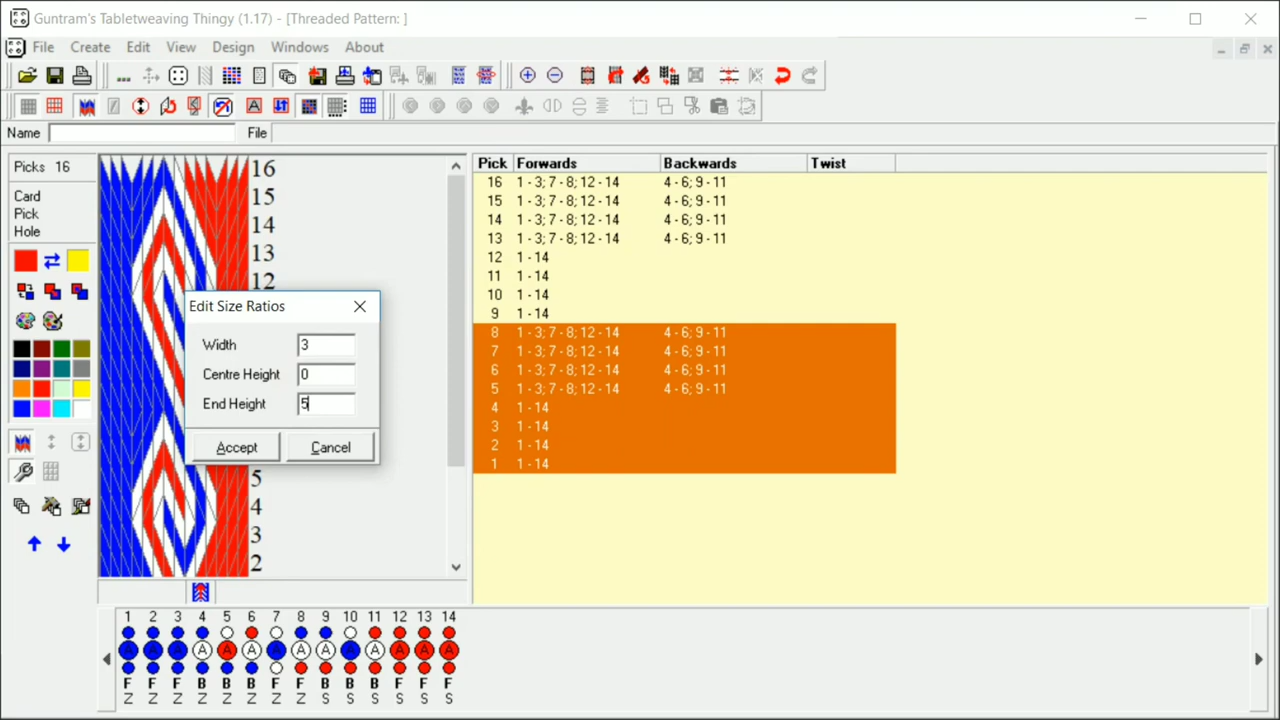 Guntram's Tabletweaving Thingy (1.17) - [Threaded Pattern: ]
File Create Edit View Design Windows About
Name File
Picks 16
Card
Pick
Hole
16
15
14
13
12
5
4
3
2
Edit Size Ratios
Width 3
Centre Height 0
End Height 5
Accept Cancel
Pick Forwards Backwards Twist
16 1 - 3; 7 - 8; 12 - 14 4 - 6; 9 - 11
15 1 - 3; 7 - 8; 12 - 14 4 - 6; 9 - 11
14 1 - 3; 7 - 8; 12 - 14 4 - 6; 9 - 11
13 1 - 3; 7 - 8; 12 - 14 4 - 6; 9 - 11
12 1 - 14
11 1 - 14
10 1 - 14
9 1 - 14
8 1 - 3; 7 - 8; 12 - 14 4 - 6; 9 - 11
7 1 - 3; 7 - 8; 12 - 14 4 - 6; 9 - 11
6 1 - 3; 7 - 8; 12 - 14 4 - 6; 9 - 11
5 1 - 3; 7 - 8; 12 - 14 4 - 6; 9 - 11
4 1 - 14
3 1 - 14
2 1 - 14
1 1 - 14
1 2 3 4 5 6 7 8 9 10 11 12 13 14
A A A A A A A A A A A A A A
F F F B B B F F B B B F F F
Z Z Z Z Z Z Z Z S S S S S S